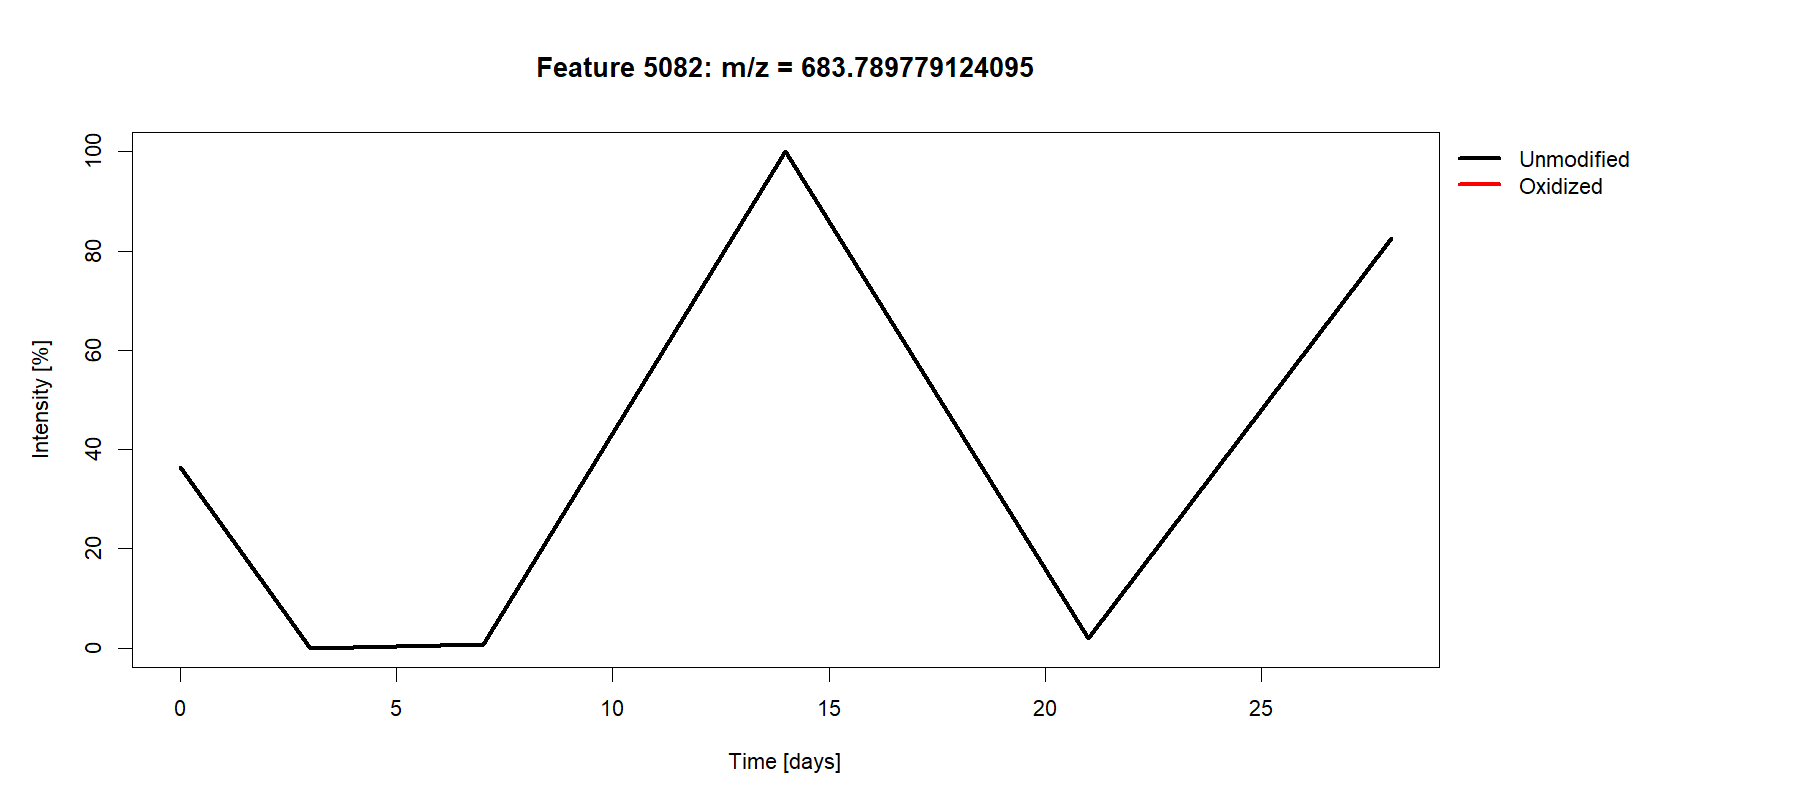 Feature 5082: m/z = 683.789779124095
Unmodified
Oxidized
Intensity [%]
100
80
60
40
20
0
0 5 10 15 20 25
Time [days]